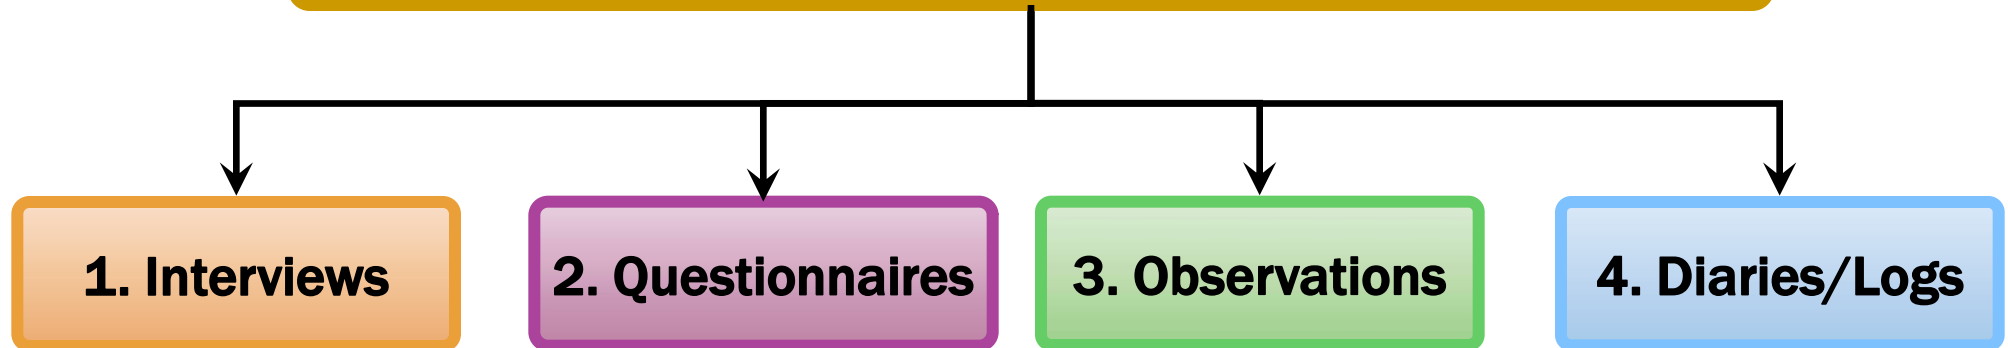 1. Interviews
2. Questionnaires
3. Observations
4. Diaries/Logs